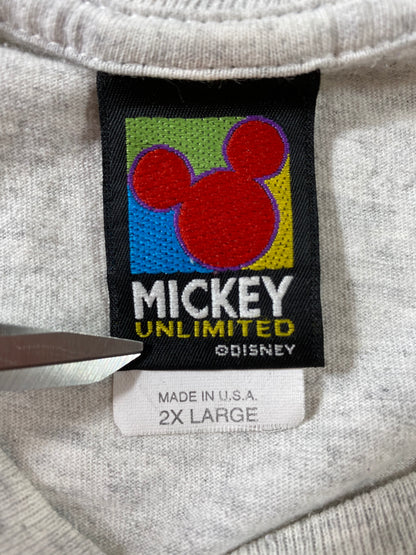 MICKEY
UNLIMITED
©DISNEY
MADE IN U.S.A.
2X LARGE